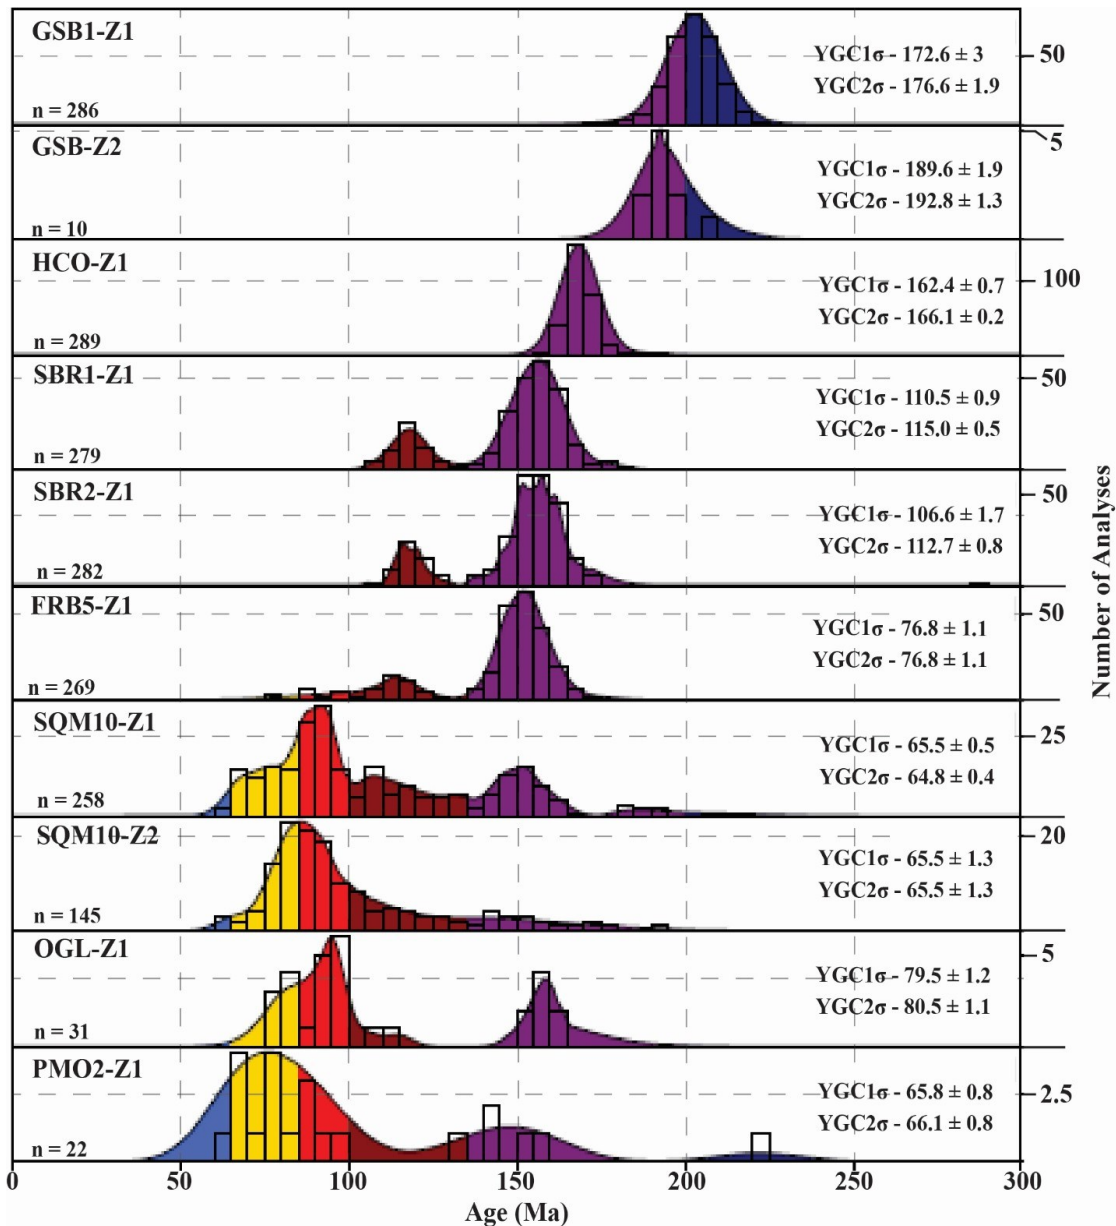 GSB1-Z1
YGC1σ - 172.6 ± 3
YGC2σ - 176.6 ± 1.9
50
n = 286
GSB-Z2
5
YGC1σ - 189.6 ± 1.9
YGC2σ - 192.8 ± 1.3
n = 10
HCO-Z1
100
YGC1σ - 162.4 ± 0.7
YGC2σ - 166.1 ± 0.2
n = 289
SBR1-Z1
50
YGC1σ - 110.5 ± 0.9
YGC2σ - 115.0 ± 0.5
n = 279
SBR2-Z1
50
YGC1σ - 106.6 ± 1.7
YGC2σ - 112.7 ± 0.8
n = 282
FRB5-Z1
50
YGC1σ - 76.8 ± 1.1
YGC2σ - 76.8 ± 1.1
n = 269
SQM10-Z1
25
YGC1σ - 65.5 ± 0.5
YGC2σ - 64.8 ± 0.4
n = 258
SQM10-Z2
20
YGC1σ - 65.5 ± 1.3
YGC2σ - 65.5 ± 1.3
n = 145
OGL-Z1
5
YGC1σ - 79.5 ± 1.2
YGC2σ - 80.5 ± 1.1
n = 31
PMO2-Z1
2.5
YGC1σ - 65.8 ± 0.8
YGC2σ - 66.1 ± 0.8
n = 22
0 50 100 150 200 250 300
Age (Ma)
Number of Analyses